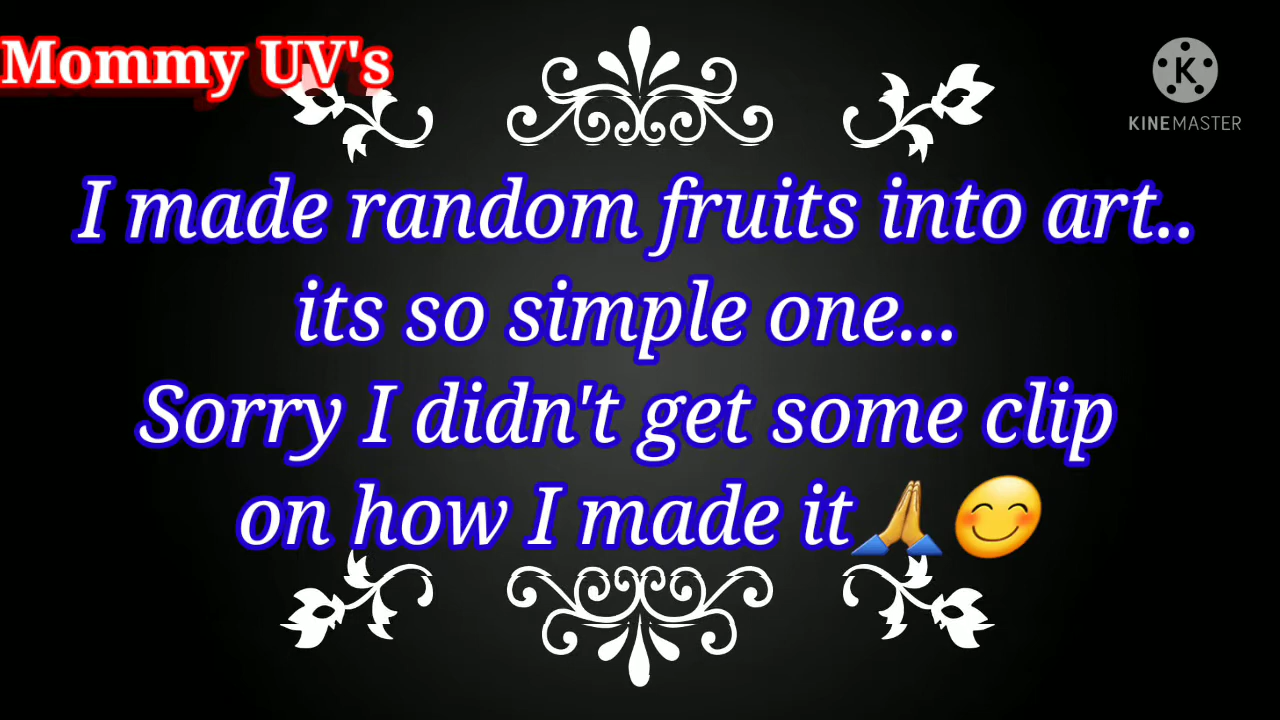 Mommy UV's
KINEMASTER
I made random fruits into art..
its so simple one...
Sorry I didn't get some clip
on how I made it🙏😊